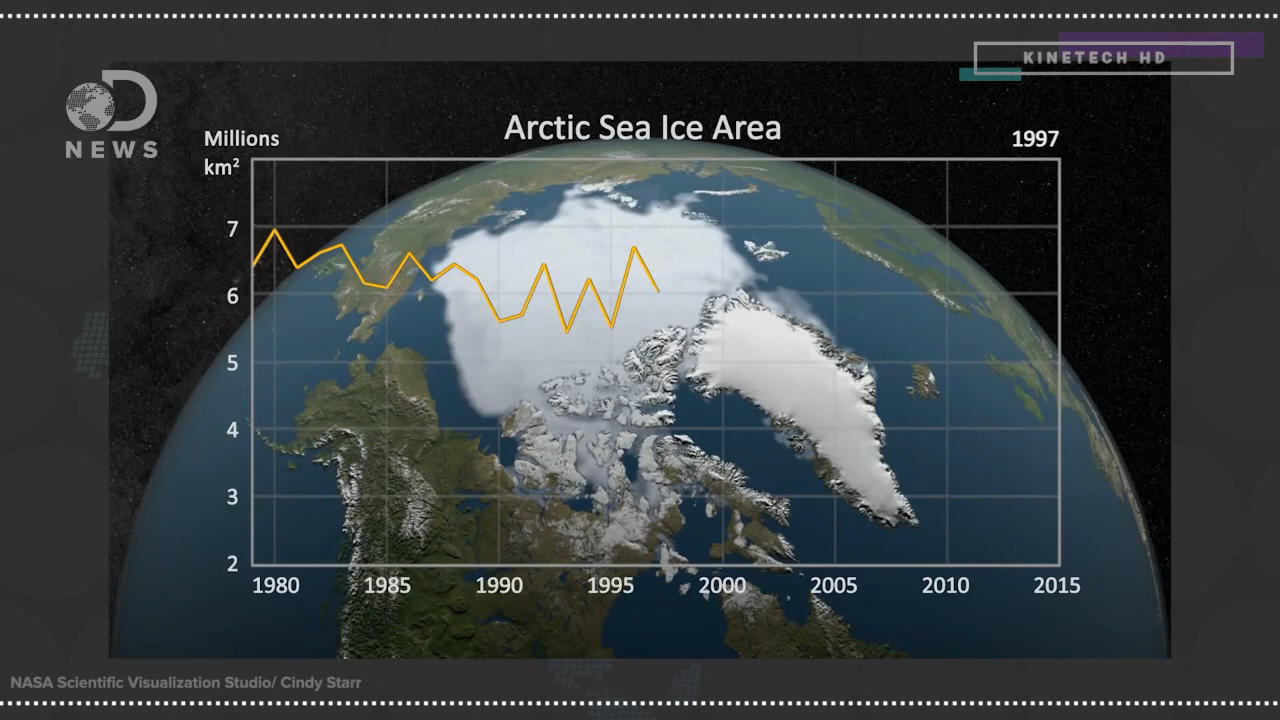 KINETECH HD
NEWS
Arctic Sea Ice Area
Millions
km²
1997
7
6
5
4
3
2
1980 1985 1990 1995 2000 2005 2010 2015
NASA Scientific Visualization Studio/ Cindy Starr